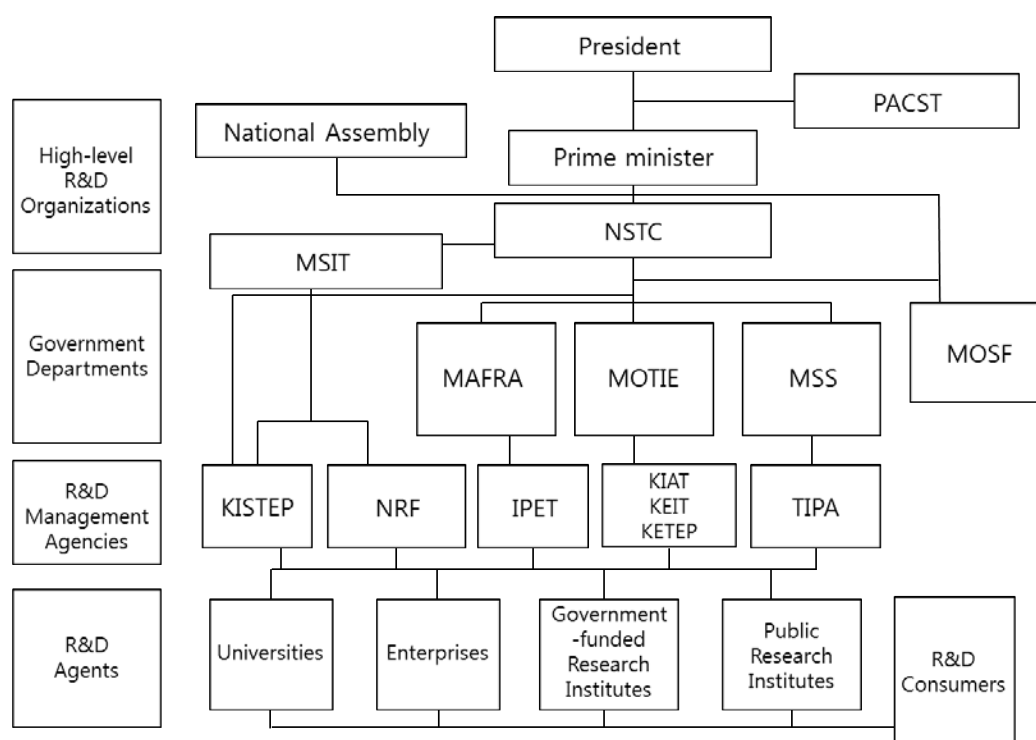 President
PACST
National Assembly
Prime minister
High-level
R&D
Organizations
NSTC
MSIT
Government
Departments
MAFRA
MOTIE
MSS
MOSF
R&D
Management
Agencies
KISTEP
NRF
IPET
KIAT
KEIT
KETEP
TIPA
R&D
Agents
Universities
Enterprises
Government
-funded
Research
Institutes
Public
Research
Institutes
R&D
Consumers